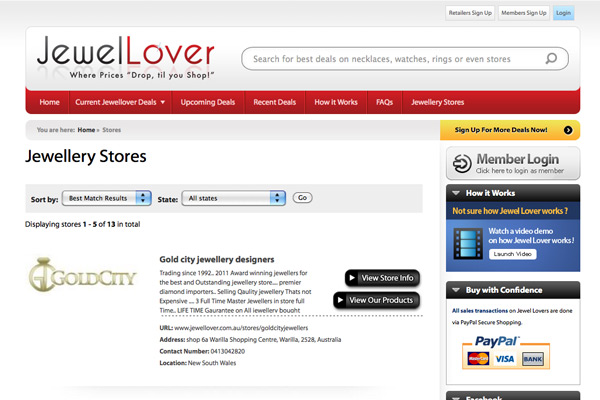 Retailers Sign Up
Members Sign Up
Login
JewelLover
Where Prices "Drop, til you Shop!"
Search for best deals on necklaces, watches, rings or even stores
Home
Current Jewellover Deals
Upcoming Deals
Recent Deals
How it Works
FAQs
Jewellery Stores
You are here: Home » Stores
Sign Up For More Deals Now!
Jewellery Stores
Member Login
Click here to login as member
Sort by: Best Match Results State: All states Go
Displaying stores 1 - 5 of 13 in total
How it Works
Not sure how Jewel Lover works ?
Watch a video demo
on how Jewel Lover works!
Launch Video
GOLDCITY
Gold city jewellery designers
Trading since 1992.. 2011 Award winning jewellers for
the best and Outstanding jewellery store.... premier
diamond importers.. Selling Qaulity jewellery Thats not
Expensive .... 3 Full Time Master Jewellers in store full
Time.. LIFE TIME Gaurantee on All jewellery bought
View Store Info
View Our Products
URL: www.jewellover.com.au/stores/goldcityjewellers
Address: shop 6a Warilla Shopping Centre, Warilla, 2528, Australia
Contact Number: 0413042820
Location: New South Wales
Buy with Confidence
All sales transactions on Jewel Lovers are done
via PayPal Secure Shopping.
PayPal
VISA
Facebook